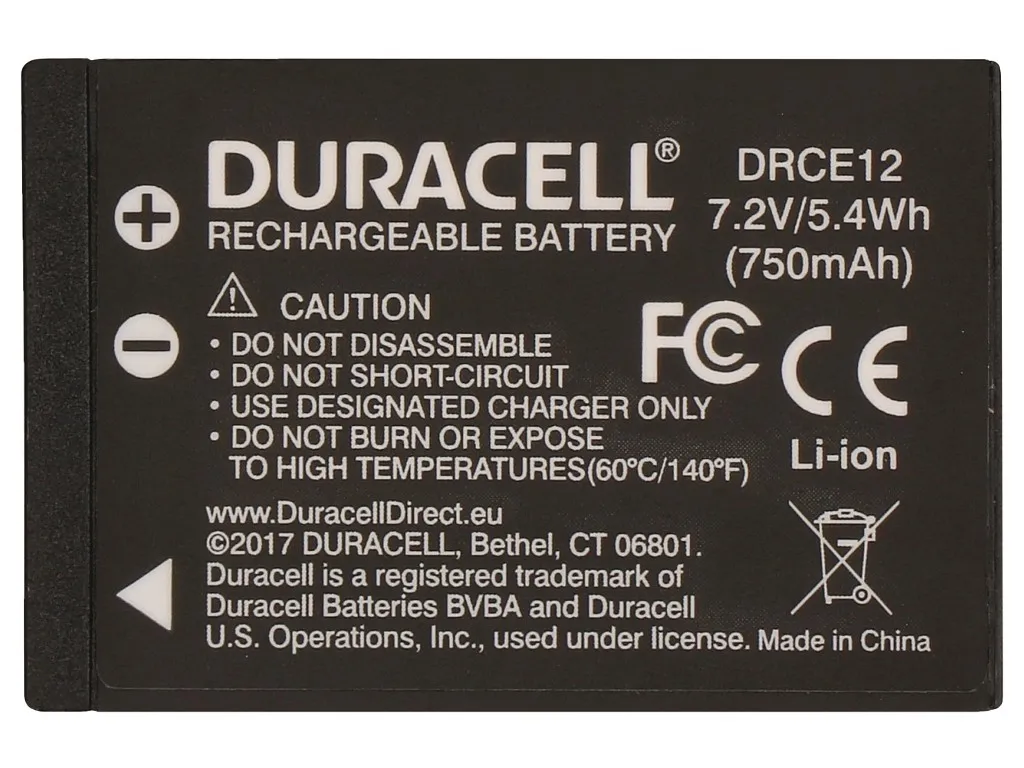 DURACELL®
RECHARGEABLE BATTERY
DRCE12
7.2V/5.4Wh
(750mAh)
+
-
CAUTION
• DO NOT DISASSEMBLE
• DO NOT SHORT-CIRCUIT
• USE DESIGNATED CHARGER ONLY
• DO NOT BURN OR EXPOSE
TO HIGH TEMPERATURES(60°C/140°F)
FC CE
Li-ion
www.DuracellDirect.eu
©2017 DURACELL, Bethel, CT 06801.
Duracell is a registered trademark of
Duracell Batteries BVBA and Duracell
U.S. Operations, Inc., used under license. Made in China